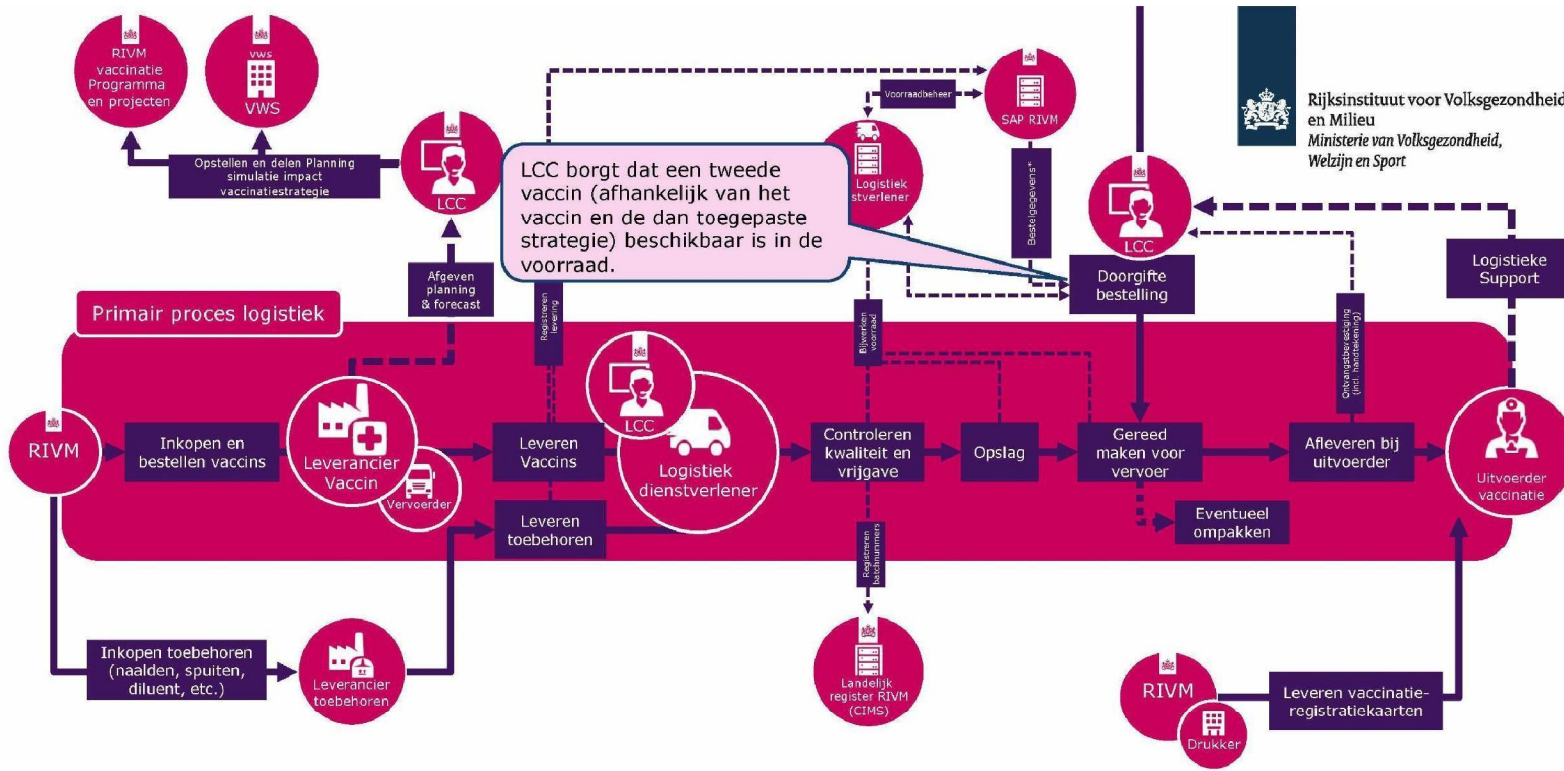 RIVM
vaccinatie
Programma
en projecten
vws
VWS
Opstellen en delen Planning
simulatie impact
vaccinatiestrategie
LCC
LCC borgt dat een tweede
vaccin (afhankelijk van het
vaccin en de dan toegepaste
strategie) beschikbaar is in de
voorraad.
Logistiek
stverlener
Voorraadbeheer
SAP RIVM
Bestelgegevens*
LCC
Doorgifte
bestelling
Rijksinstituut voor Volksgezondheid
en Milieu
Ministerie van Volksgezondheid,
Welzijn en Sport
Logistieke
Support
Afgeven
planning
& forecast
Registreren
levering
Bijwerken
voorraad
Ontvangstbevestiging
(incl. handtekening)
Primair proces logistiek
RIVM
Inkopen en
bestellen vaccins
Leverancier
Vaccin
Vervoerder
Leveren
Vaccins
LCC
Logistiek
dienstverlener
Controleren
kwaliteit en
vrijgave
Opslag
Gereed
maken voor
vervoer
Afleveren bij
uitvoerder
Uitvoerder
vaccinatie
Leveren
toebehoren
Eventueel
ompakken
Registreren
batchnummers
Inkopen toebehoren
(naalden, spuiten,
diluent, etc.)
Leverancier
toebehoren
Landelijk
register RIVM
(CIMS)
RIVM
Drukker
Leveren vaccinatie-
registratiekaarten